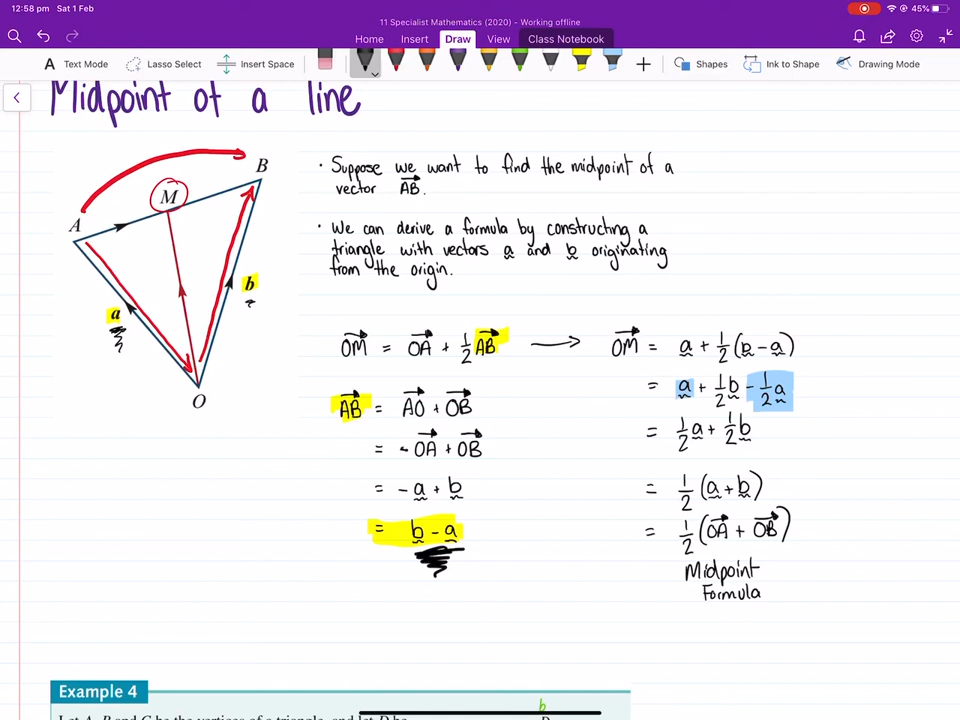 12:58 pm Sat 1 Feb
45%
11 Specialist Mathematics (2020) - Working offline
Home Insert Draw View Class Notebook
A Text Mode Lasso Select Insert Space Shapes Ink to Shape Drawing Mode
Midpoint of a line
B
M
A
a
b
O
· Suppose we want to find the midpoint of a
vector AB.
· We can derive a formula by constructing a
triangle with vectors a and b originating
from the origin.
OM = OA + 1/2 AB → OM = a + 1/2 (b - a)
= a + 1/2 b - 1/2 a
AB = AO + OB
= 1/2 a + 1/2 b
= - OA + OB
= - a + b
= 1/2 (a + b)
= b - a
= 1/2 (OA + OB)
Midpoint
Formula
Example 4
b